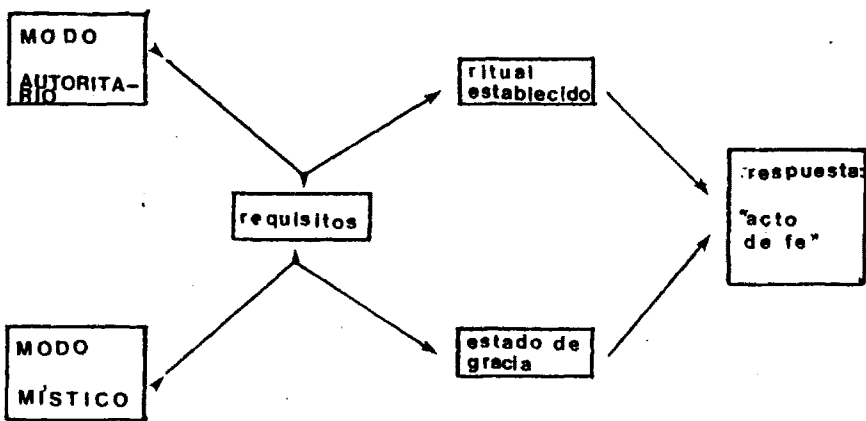 MODO
AUTORITA-
RIO
ritual
establecido
respuesta:
"acto
de fe"
requisitos
MODO
MÍSTICO
estado de
gracia